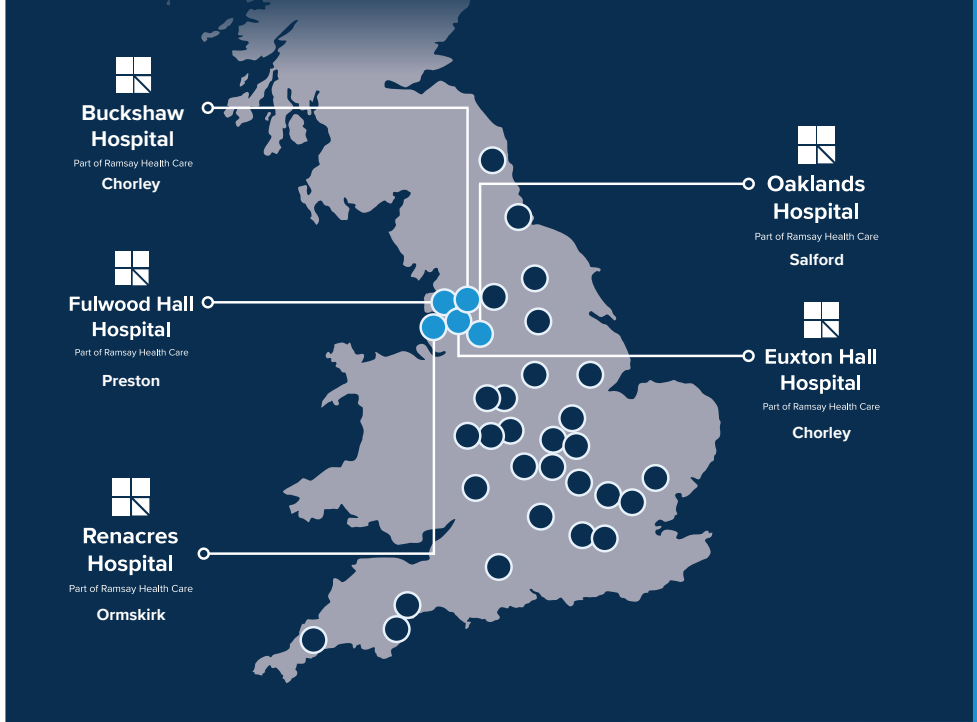 Buckshaw
Hospital
Part of Ramsay Health Care
Chorley
Fulwood Hall
Hospital
Part of Ramsay Health Care
Preston
Renacres
Hospital
Part of Ramsay Health Care
Ormskirk
Oaklands
Hospital
Part of Ramsay Health Care
Salford
Euxton Hall
Hospital
Part of Ramsay Health Care
Chorley